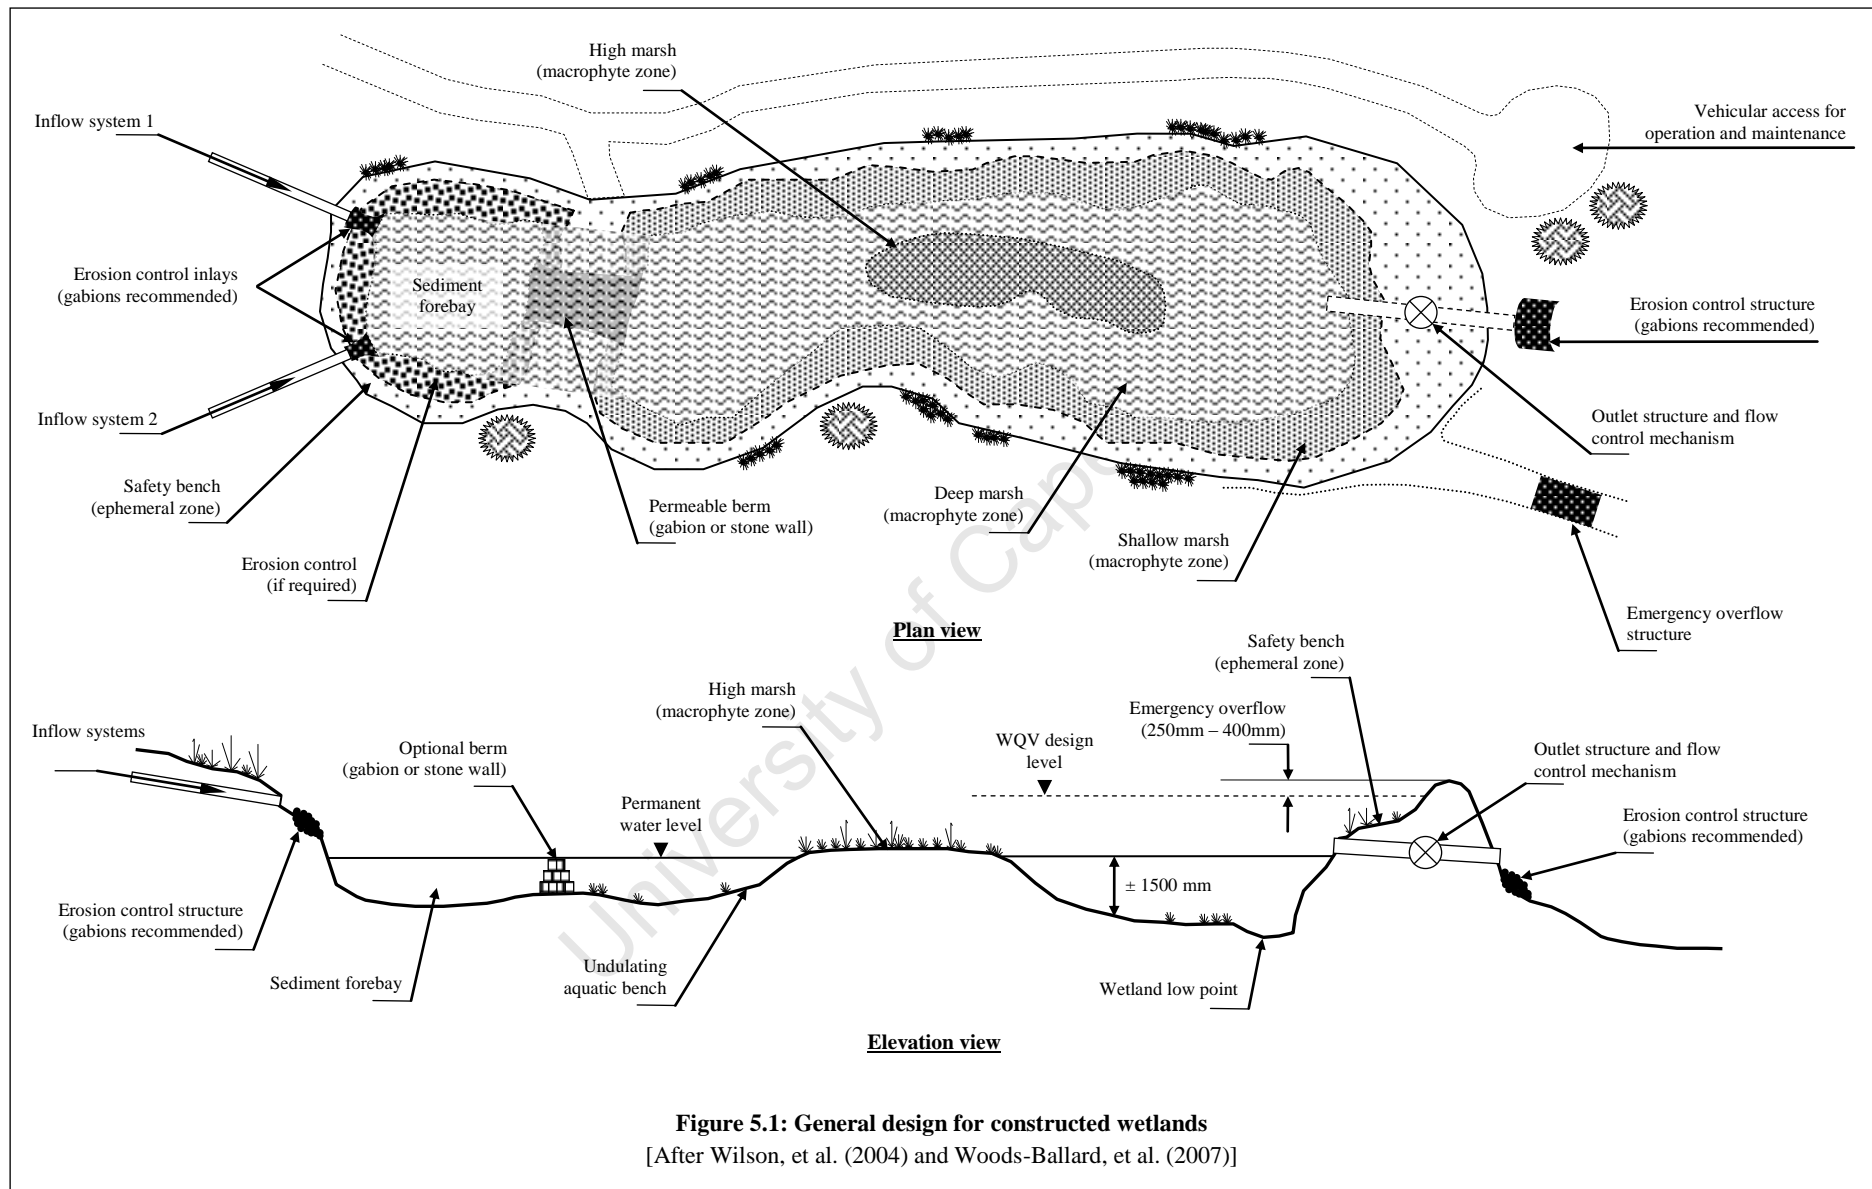 High marsh
(macrophyte zone)
Inflow system 1
Vehicular access for
operation and maintenance
Erosion control inlays
(gabions recommended)
Sediment
forebay
Erosion control structure
(gabions recommended)
Inflow system 2
Outlet structure and flow
control mechanism
Safety bench
(ephemeral zone)
Permeable berm
(gabion or stone wall)
Deep marsh
(macrophyte zone)
Shallow marsh
(macrophyte zone)
Erosion control
(if required)
Emergency overflow
structure
Plan view
University of Cape
Safety bench
(ephemeral zone)
High marsh
(macrophyte zone)
Emergency overflow
(250mm – 400mm)
Inflow systems
Optional berm
(gabion or stone wall)
WQV design
level
Outlet structure and flow
control mechanism
Permanent
water level
Erosion control structure
(gabions recommended)
± 1500 mm
Erosion control structure
(gabions recommended)
Sediment forebay
Undulating
aquatic bench
Wetland low point
Elevation view
Figure 5.1: General design for constructed wetlands
[After Wilson, et al. (2004) and Woods-Ballard, et al. (2007)]